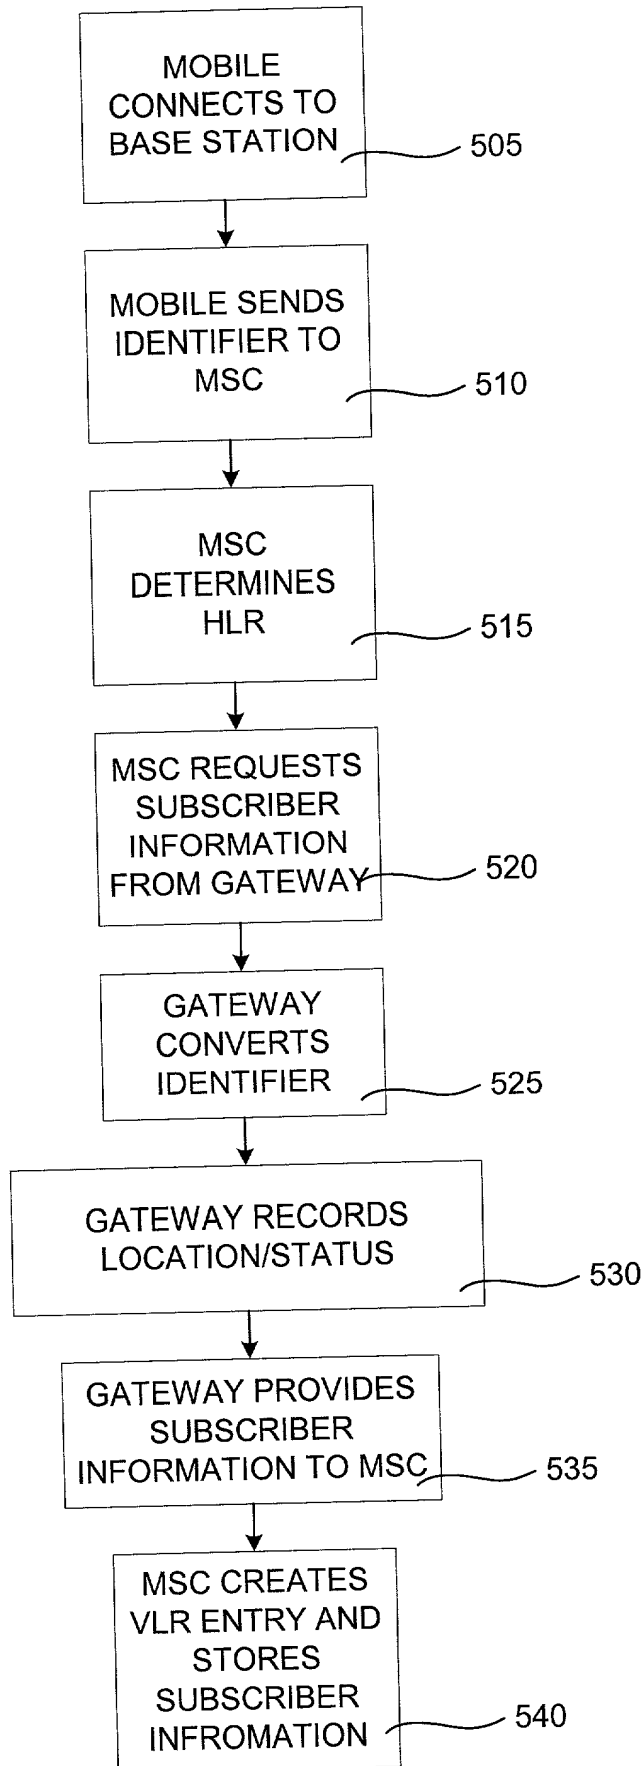 MOBILE
CONNECTS TO
BASE STATION
505
MOBILE SENDS
IDENTIFIER TO
MSC
510
MSC
DETERMINES
HLR
515
MSC REQUESTS
SUBSCRIBER
INFORMATION
FROM GATEWAY
520
GATEWAY
CONVERTS
IDENTIFIER
525
GATEWAY RECORDS
LOCATION/STATUS
530
GATEWAY PROVIDES
SUBSCRIBER
INFORMATION TO MSC
535
MSC CREATES
VLR ENTRY AND
STORES
SUBSCRIBER
INFROMATION
540